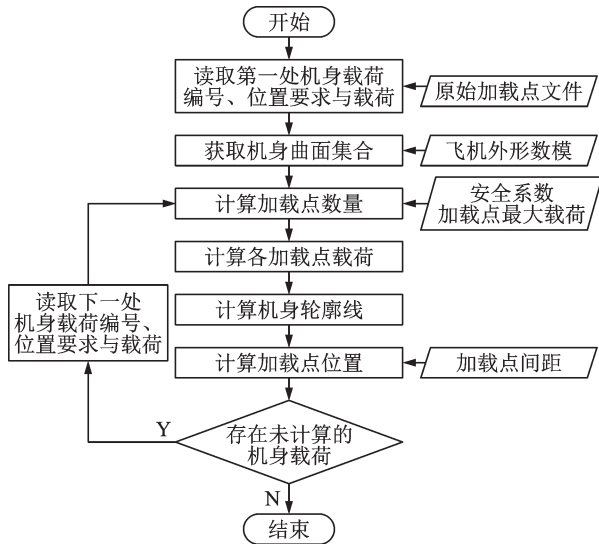 开始
读取第一处机身载荷
编号、位置要求与载荷
原始加载点文件
获取机身曲面集合
飞机外形数模
计算加载点数量
安全系数
加载点最大载荷
计算各加载点载荷
读取下一处
机身载荷编号、
位置要求与载荷
计算机身轮廓线
计算加载点位置
加载点间距
Y
存在未计算的
机身载荷
N
结束